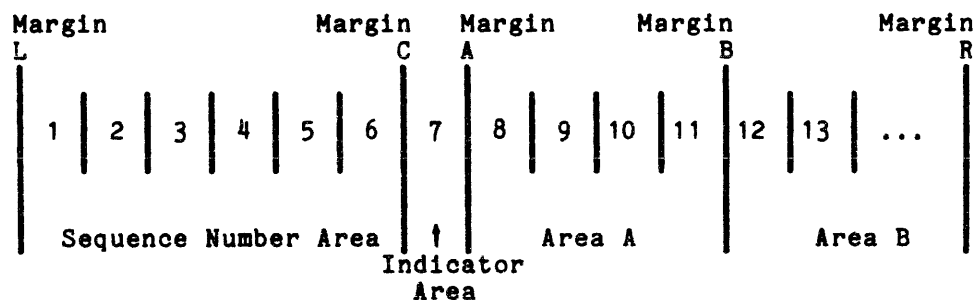 Margin Margin Margin Margin Margin
L C A B R
1 2 3 4 5 6 7 8 9 10 11 12 13 ...
Sequence Number Area ↑ Area A Area B
Indicator
Area